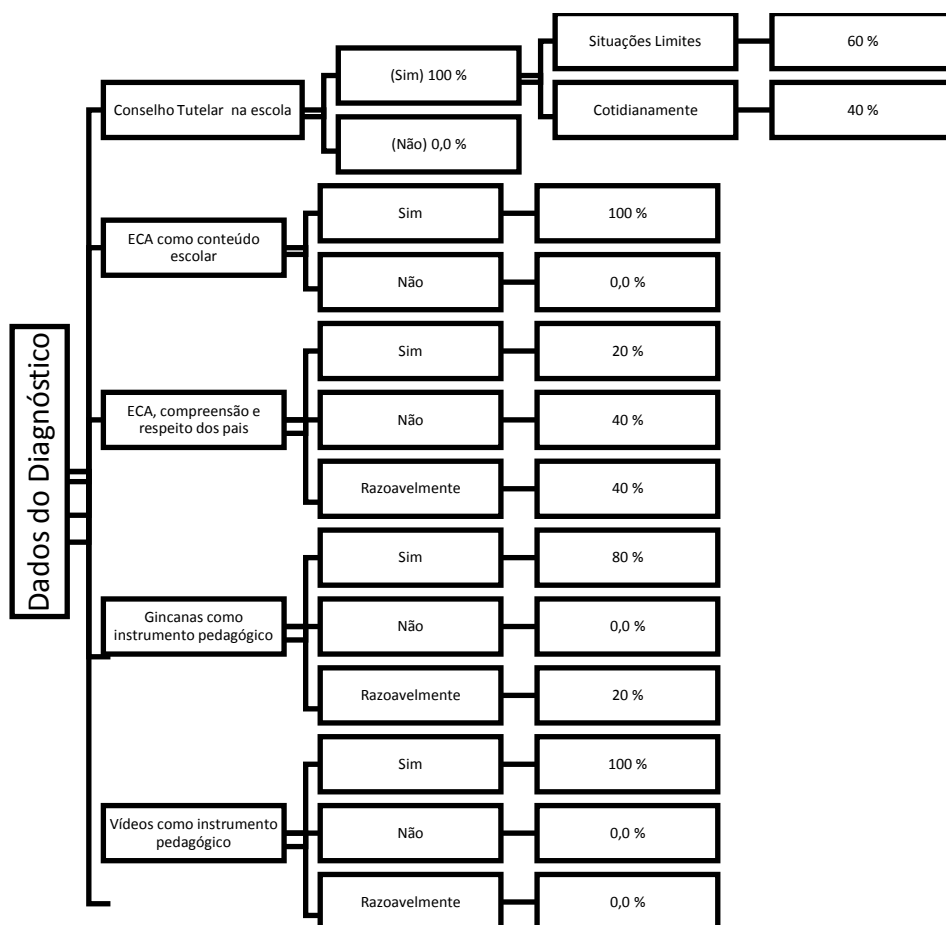 Dados do Diagnóstico
Conselho Tutelar na escola
(Sim) 100 %
Situações Limites
60 %
Cotidianamente
40 %
(Não) 0,0 %
ECA como conteúdo
escolar
Sim
100 %
Não
0,0 %
ECA, compreensão e
respeito dos pais
Sim
20 %
Não
40 %
Razoavelmente
40 %
Gincanas como
instrumento pedagógico
Sim
80 %
Não
0,0 %
Razoavelmente
20 %
Vídeos como instrumento
pedagógico
Sim
100 %
Não
0,0 %
Razoavelmente
0,0 %